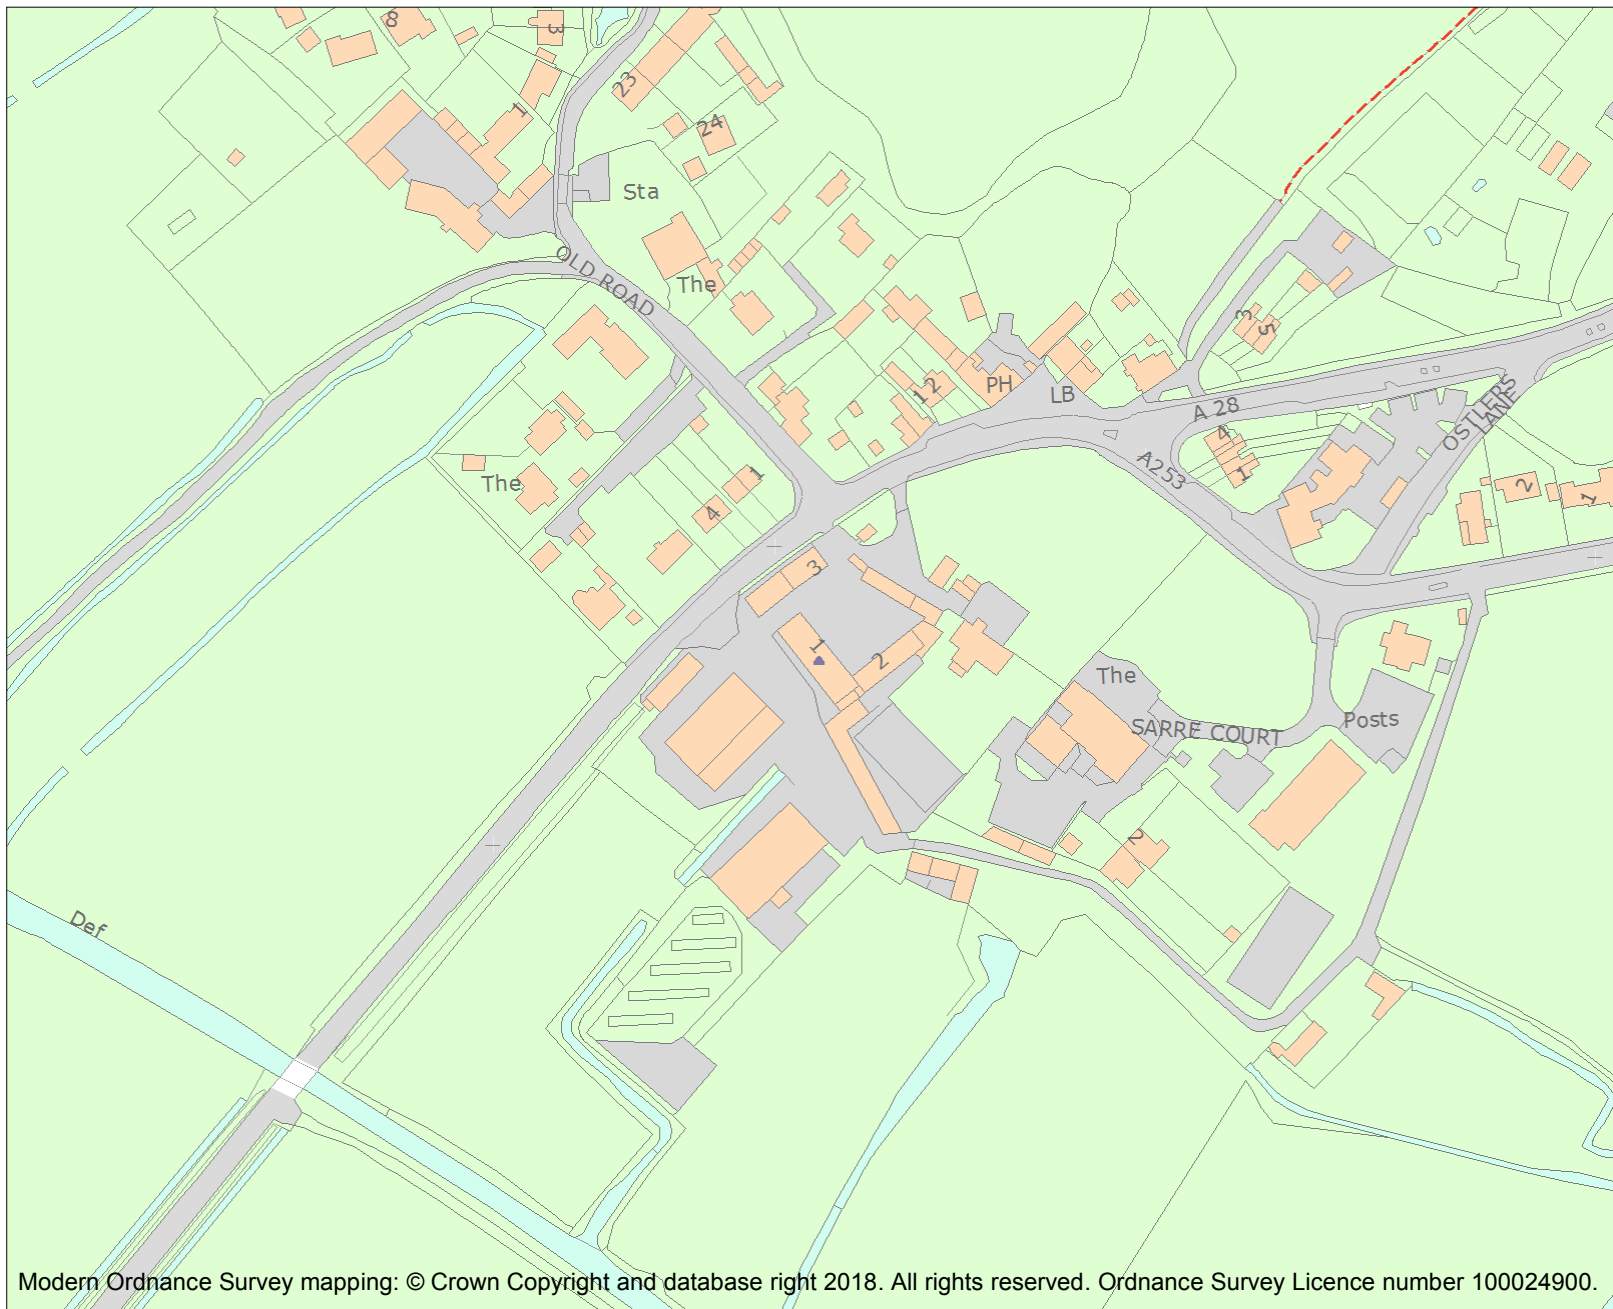 8
3
23
1
24
Sta
OLD ROAD
The
3
5
PH
LB
12
A 28
OSTLERS
LANE
4
A253
1
The
1
4
2
1
3
1
2
The
SARRE COURT
Posts
2
Def
Modern Ordnance Survey mapping: © Crown Copyright and database right 2018. All rights reserved. Ordnance Survey Licence number 100024900.